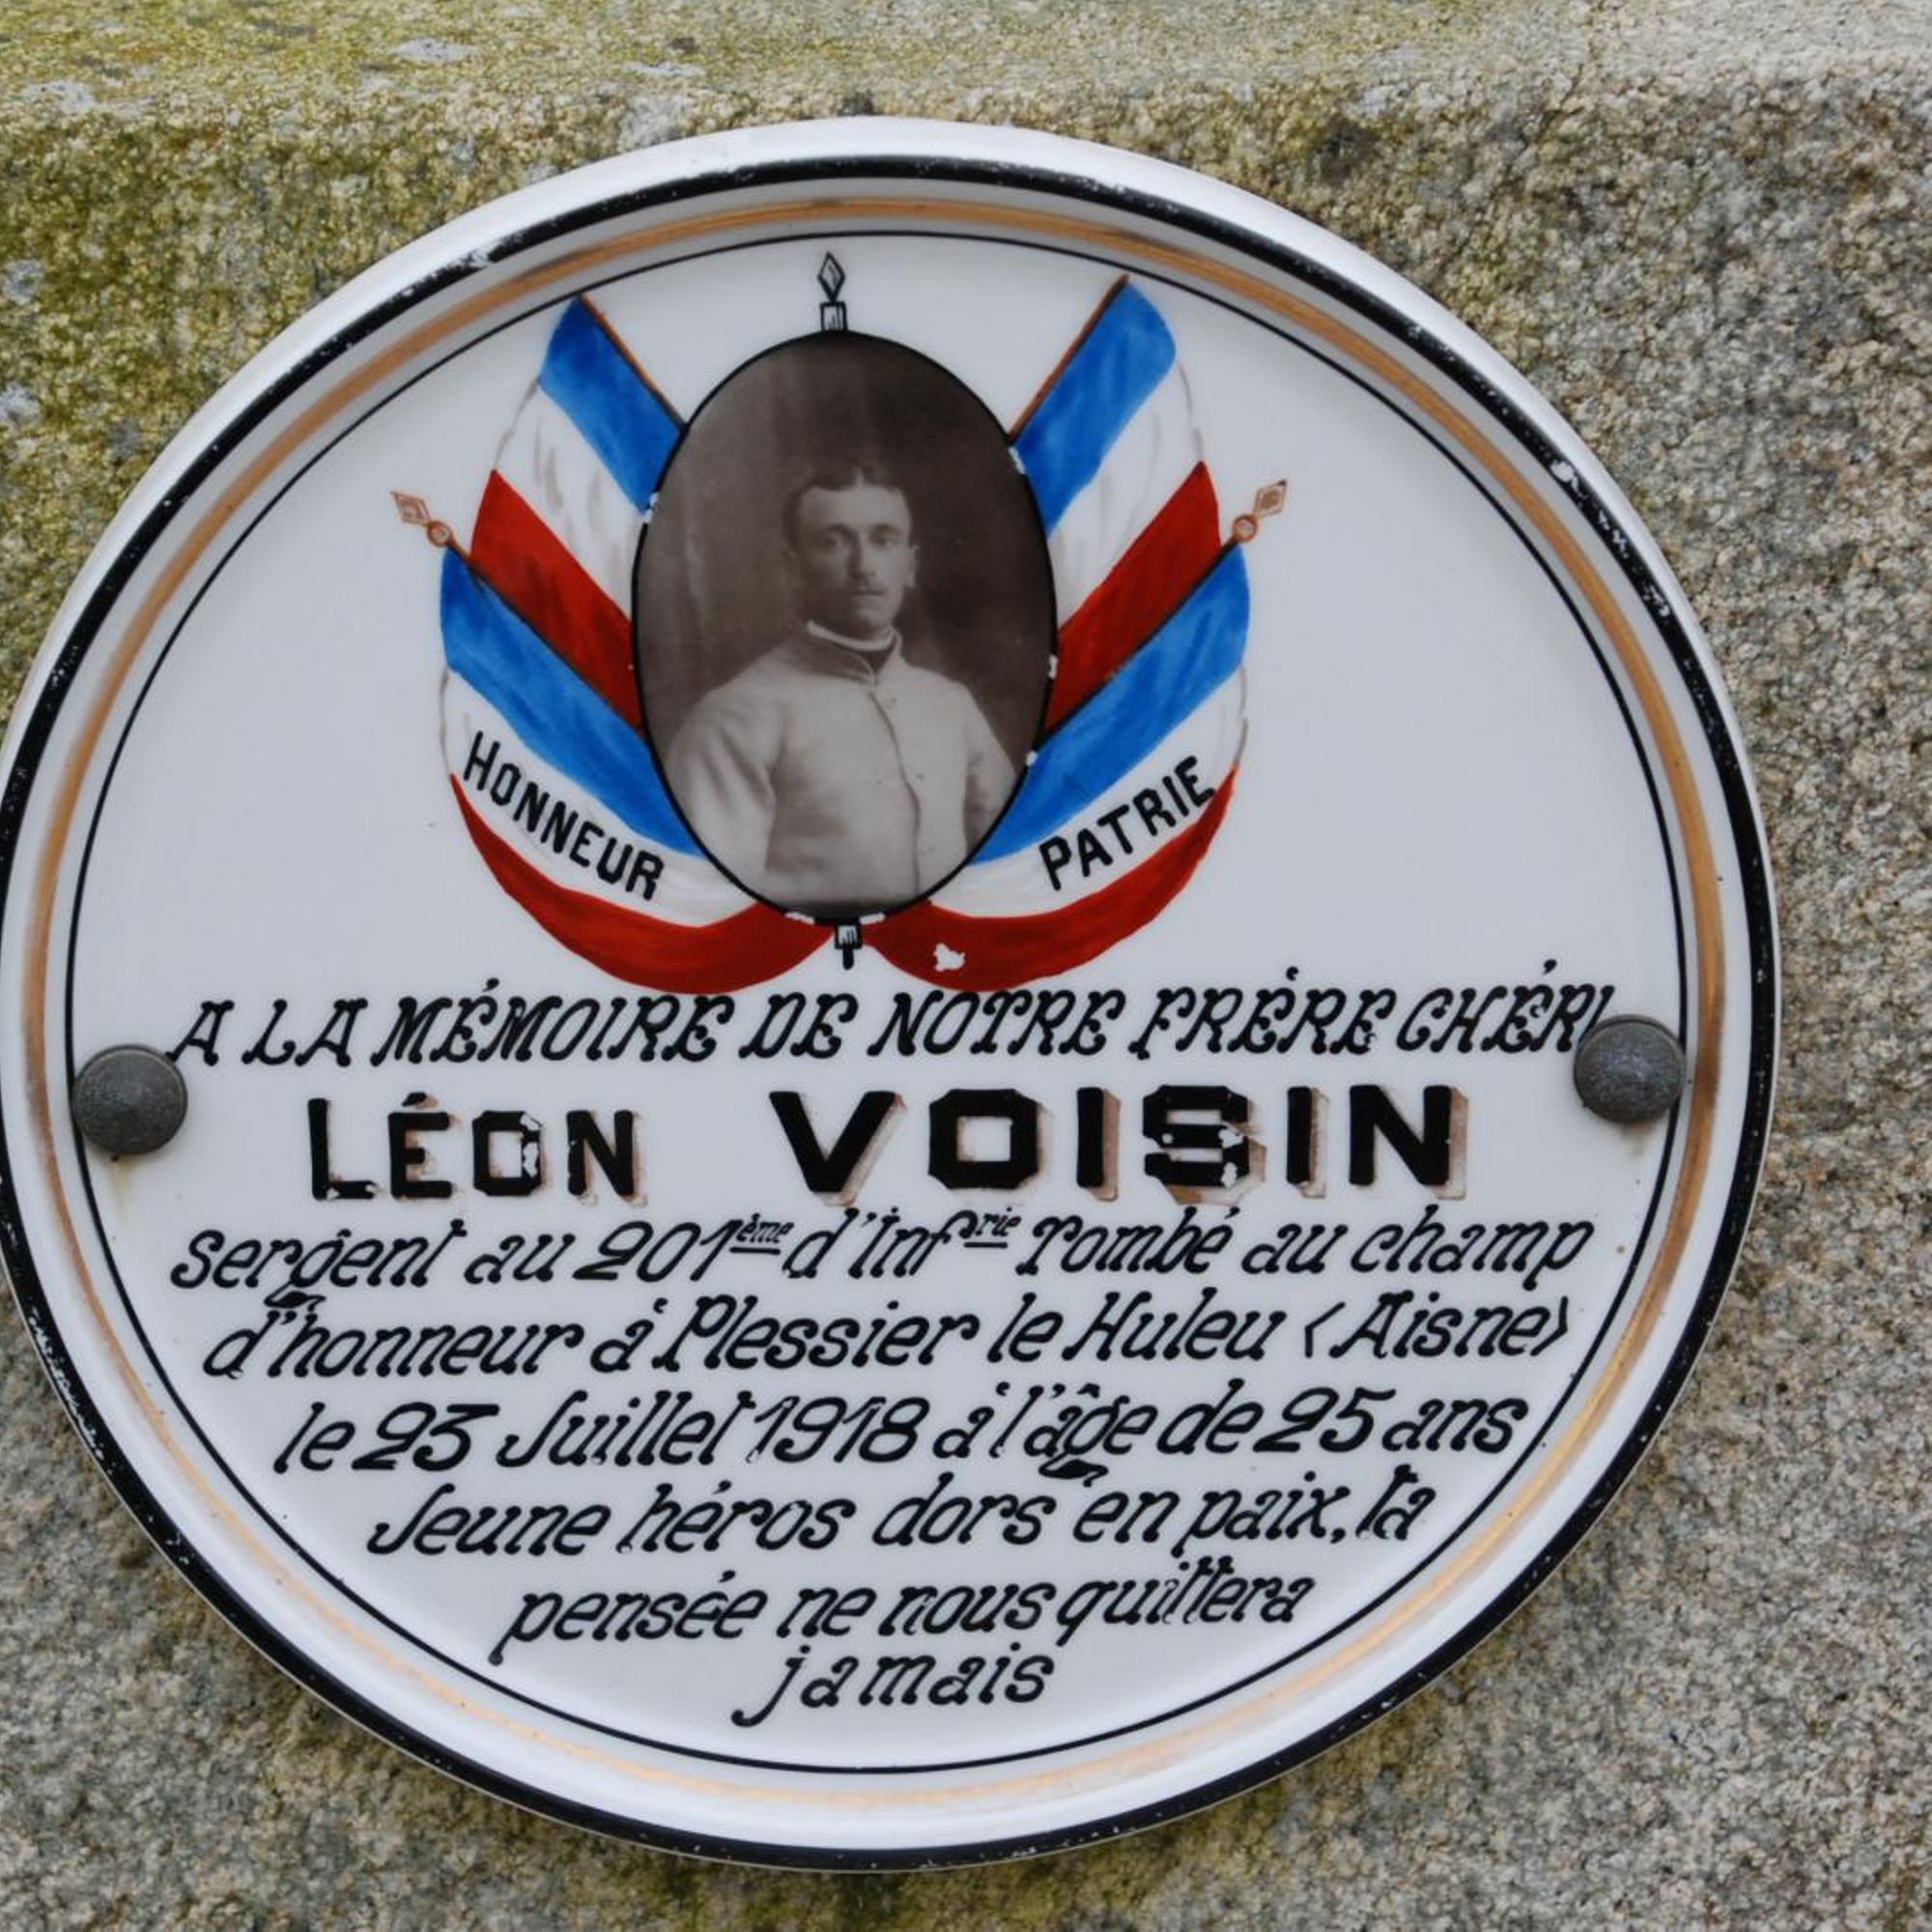 HONNEUR
PATRIE
A LA MÉMOIRE DE NOTRE FRÈRE CHÉRI
LÉON VOISIN
Sergent au 201ème d'Infrie Tombé au champ
d'honneur à Plessier le Huleu (Aisne)
le 23 Juillet 1918 à l'âge de 25 ans
Jeune héros dors en paix, ta
pensée ne nous quittera
jamais